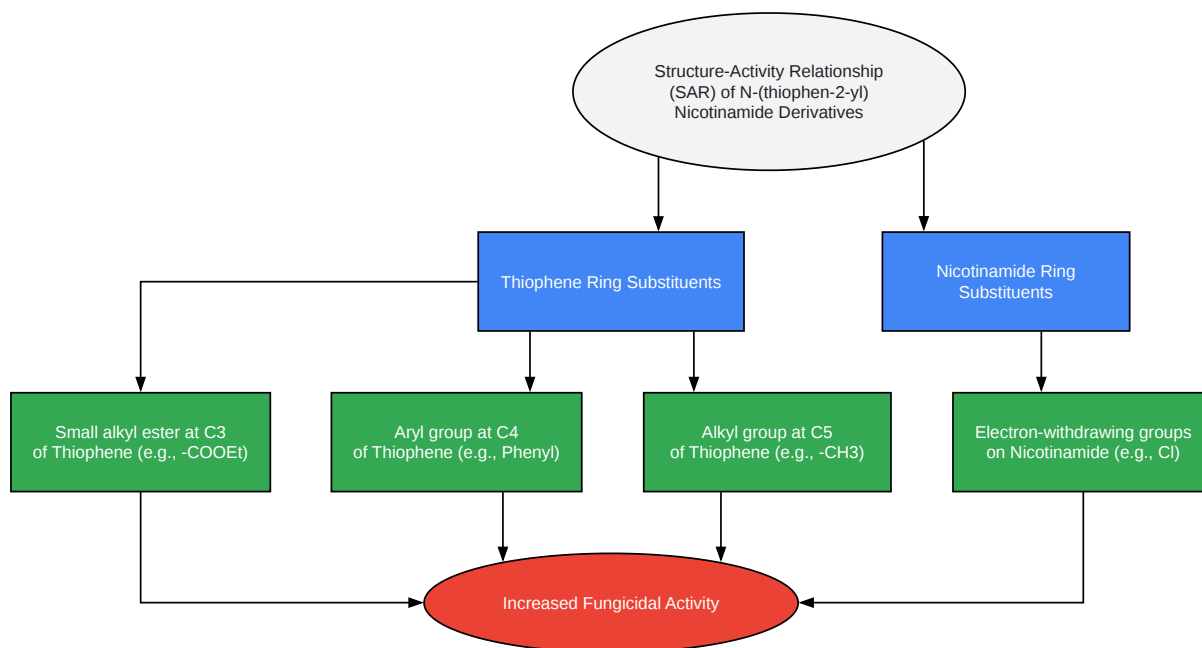 Structure-Activity Relationship
(SAR) of N-(thiophen-2-yl)
Nicotinamide Derivatives
Thiophene Ring Substituents
Nicotinamide Ring
Substituents
Small alkyl ester at C3
of Thiophene (e.g., -COOEt)
Aryl group at C4
of Thiophene (e.g., Phenyl)
Alkyl group at C5
of Thiophene (e.g., -CH3)
Electron-withdrawing groups
on Nicotinamide (e.g., Cl)
Increased Fungicidal Activity